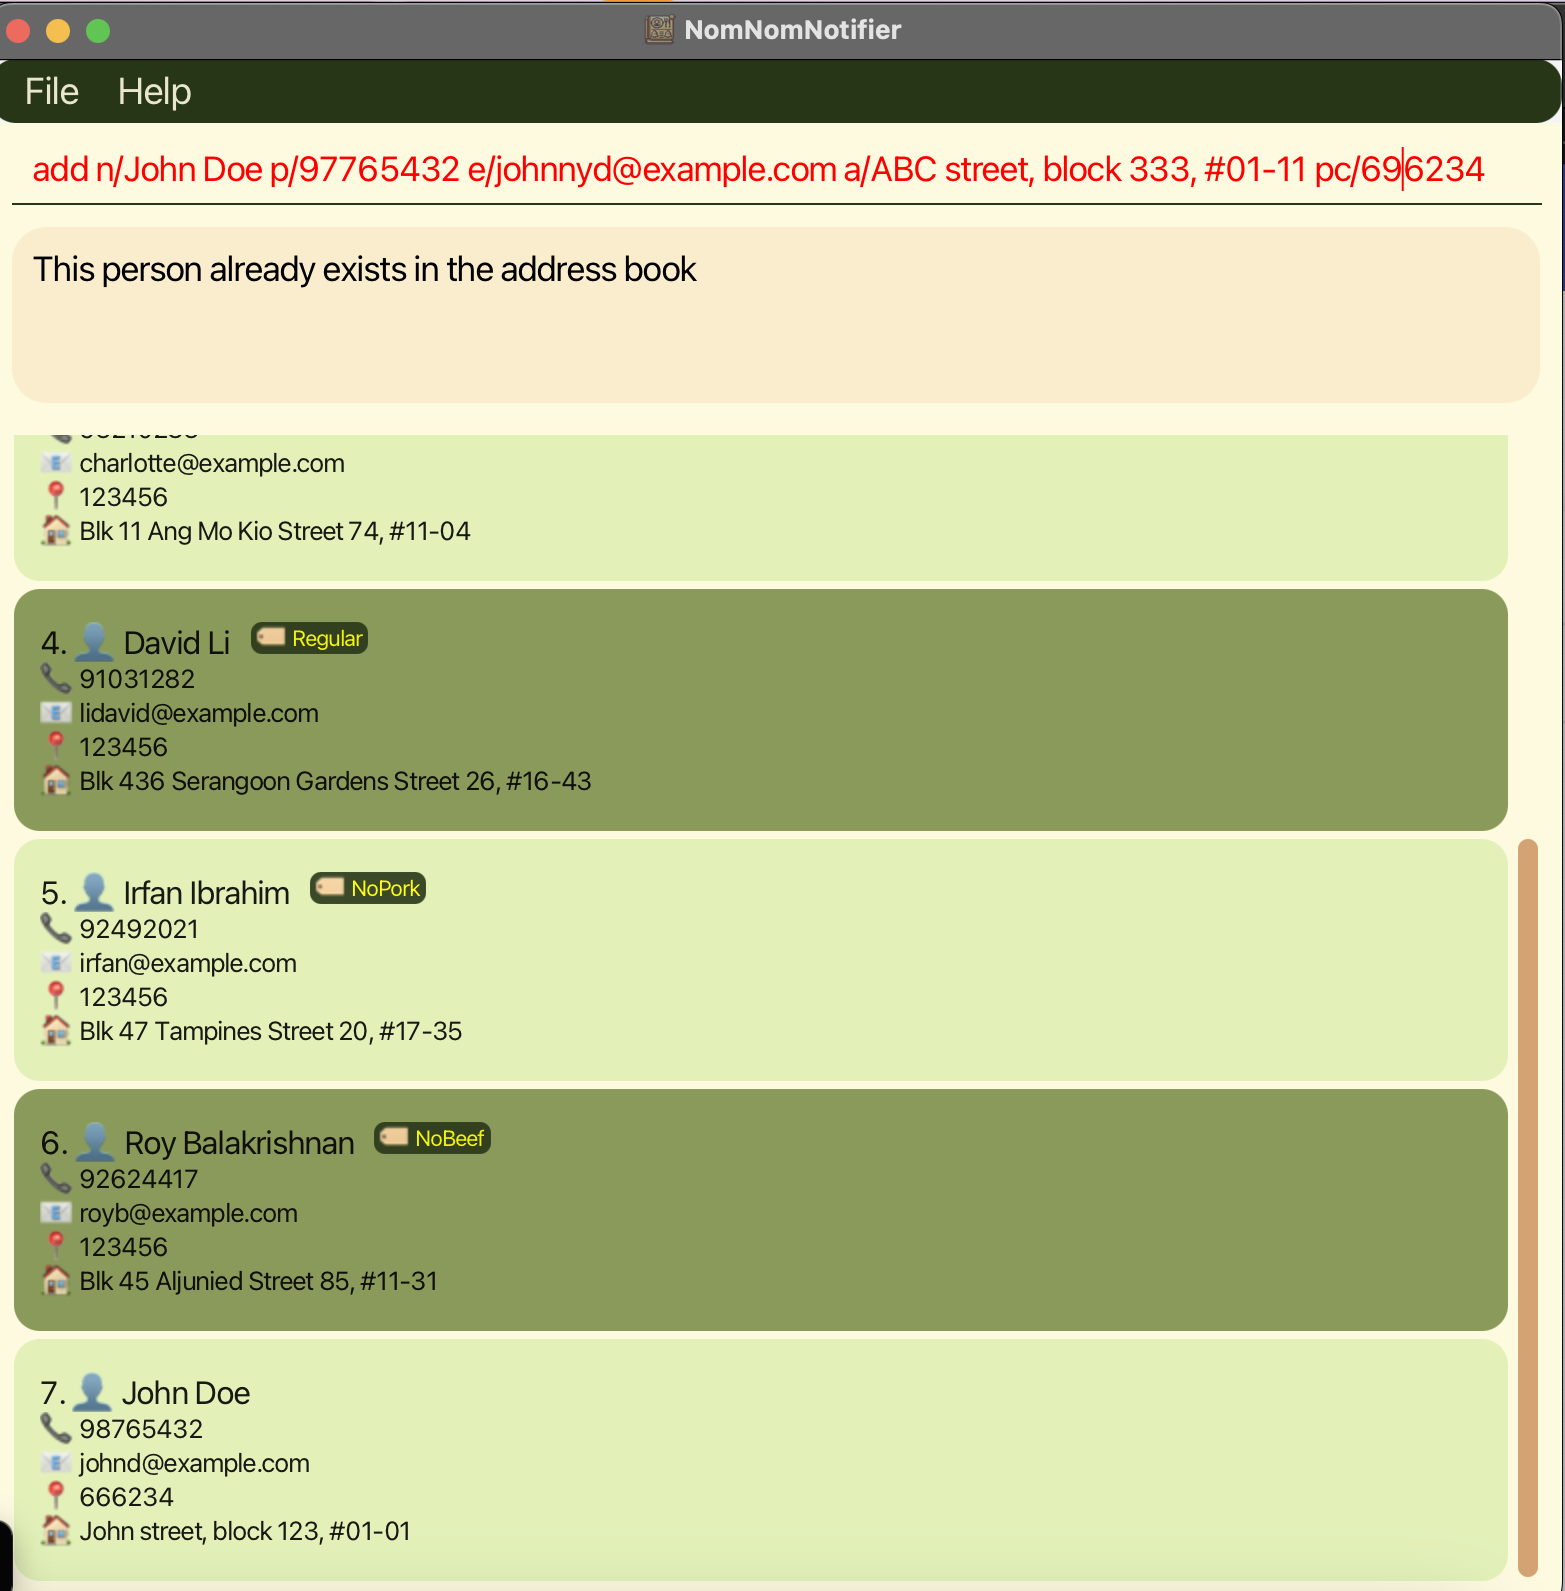 NomNomNotifier
File Help
add n/John Doe p/97765432 e/johnnyd@example.com a/ABC street, block 333, #01-11 pc/696234
This person already exists in the address book
charlotte@example.com
123456
Blk 11 Ang Mo Kio Street 74, #11-04
4. David Li Regular
91031282
lidavid@example.com
123456
Blk 436 Serangoon Gardens Street 26, #16-43
5. Irfan Ibrahim NoPork
92492021
irfan@example.com
123456
Blk 47 Tampines Street 20, #17-35
6. Roy Balakrishnan NoBeef
92624417
royb@example.com
123456
Blk 45 Aljunied Street 85, #11-31
7. John Doe
98765432
johnd@example.com
666234
John street, block 123, #01-01